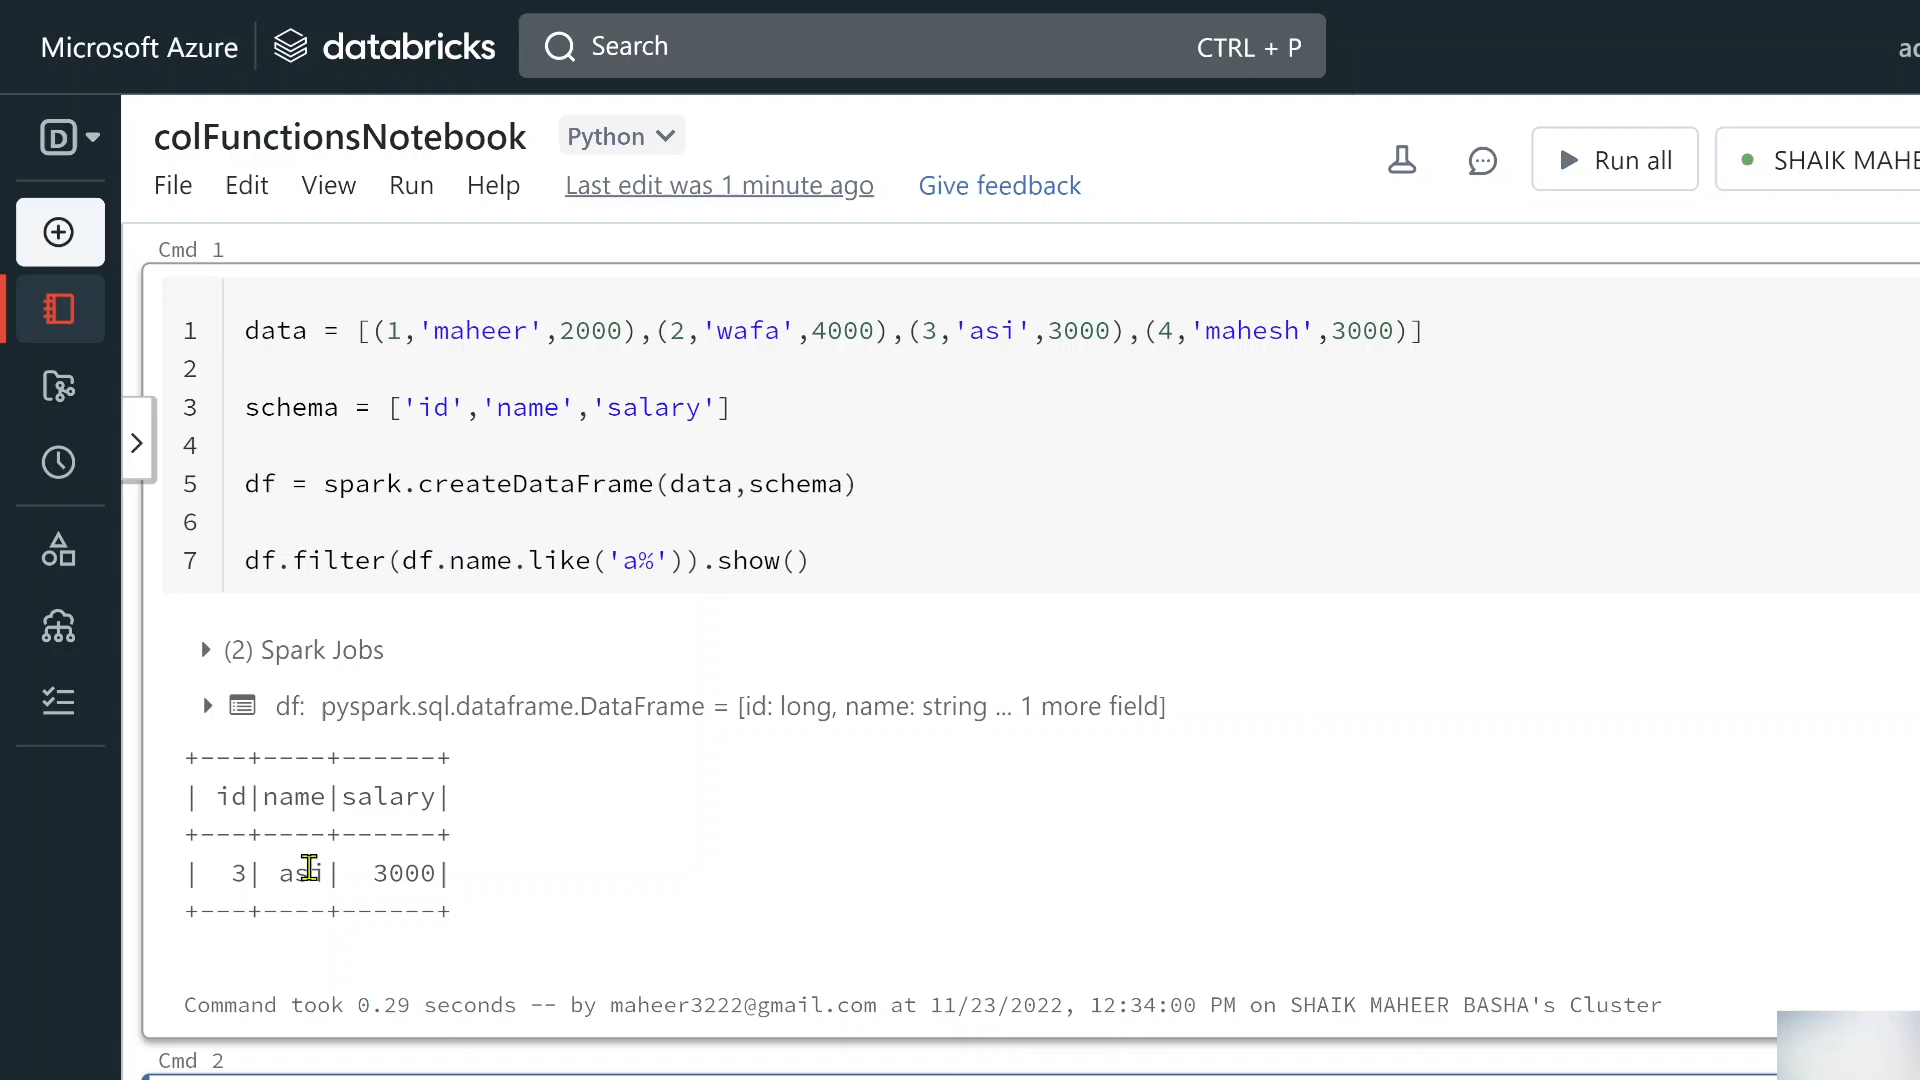 Microsoft Azure databricks Search CTRL + P
D
colFunctionsNotebook Python
File Edit View Run Help Last edit was 1 minute ago Give feedback
Run all
SHAIK MAHE
Cmd 1
1 data = [(1,'maheer',2000),(2,'wafa',4000),(3,'asi',3000),(4,'mahesh',3000)]
2
3 schema = ['id','name','salary']
4
5 df = spark.createDataFrame(data,schema)
6
7 df.filter(df.name.like('a%')).show()
(2) Spark Jobs
df: pyspark.sql.dataframe.DataFrame = [id: long, name: string ... 1 more field]
+---+----+------+
| id|name|salary|
+---+----+------+
|  3| asi|  3000|
+---+----+------+
Command took 0.29 seconds -- by maheer3222@gmail.com at 11/23/2022, 12:34:00 PM on SHAIK MAHEER BASHA's Cluster
Cmd 2